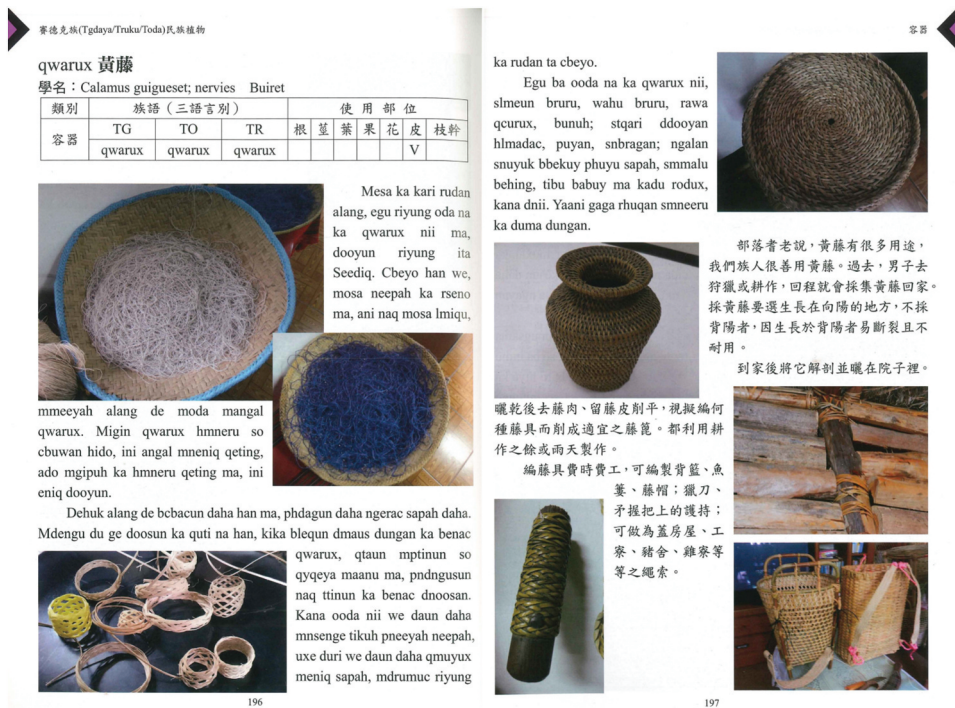 賽德克族(Tgdaya/Truku/Toda)民族植物
qwarux 黃藤
學名：Calamus guigueset; nervies Buiret
類別 族語（三語言別） 使用部位
容器 TG TO TR 根 莖 葉 果 花 皮 枝幹
qwarux qwarux qwarux V
Mesa ka kari rudan
alang, egu riyung oda na
ka qwarux nii ma,
dooyun riyung ita
Seediq. Cbeyo han we,
mosa neepah ka rseno
ma, ani naq mosa lmiqu,
mmeeyah alang de moda mangal
qwarux. Migin qwarux hmneru so
cbuwan hido, ini angal mneniq qeting,
ado mgipuh ka hmneru qeting ma, ini
eniq dooyun.
Dehuk alang de bcbacun daha han ma, phdagun daha ngerac sapah daha.
Mdengu du ge doosun ka quti na han, kika blequn dmaus dungan ka benac
qwarux, qtaun mptinun so
qyqeya maanu ma, pndngusun
naq ttinun ka benac dnoosan.
Kana ooda nii we daun daha
mnsenge tikuh pneeyah neepah,
uxe duri we daun daha qmuyux
meniq sapah, mdrumuc riyung
196
容器
ka rudan ta cbeyo.
Egu ba ooda na ka qwarux nii,
slmeun bruru, wahu bruru, rawa
qcurux, bunuh; stqari ddooyan
hlmadac, puyan, snbragan; ngalan
snuyuk bbekuy phuyu sapah, smmalu
behing, tibu babuy ma kadu rodux,
kana dnii. Yaani gaga rhuqan smneeru
ka duma dungan.
部落耆老說，黃藤有很多用途，
我們族人很善用黃藤。過去，男子去
狩獵或耕作，回程就會採集黃藤回家。
採黃藤要選生長在向陽的地方，不採
背陽者，因生長於背陽者易斷裂且不
耐用。
到家後將它解剖並曬在院子裡。
曬乾後去藤肉、留藤皮削平，視擬編何
種藤具而削成適宜之藤篾。都利用耕
作之餘或雨天製作。
編藤具費時費工，可編製背籃、魚
簍、藤帽；獵刀、
矛握把上的護持；
可做為蓋房屋、工
寮、豬舍、雞寮等
等之繩索。
197